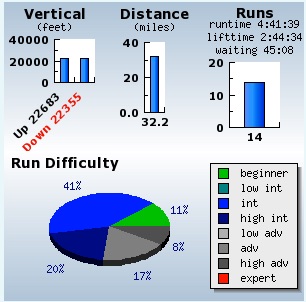 Vertical
(feet)
40000
20000
0
Up 22683
Down 22355
Distance
(miles)
40.0
20.0
0.0
32.2
Runs
runtime 4:41:39
lifttime 2:44:34
waiting 45:08
20
10
0
14
Run Difficulty
41%
11%
8%
17%
20%
beginner
low int
int
high int
low adv
adv
high adv
expert